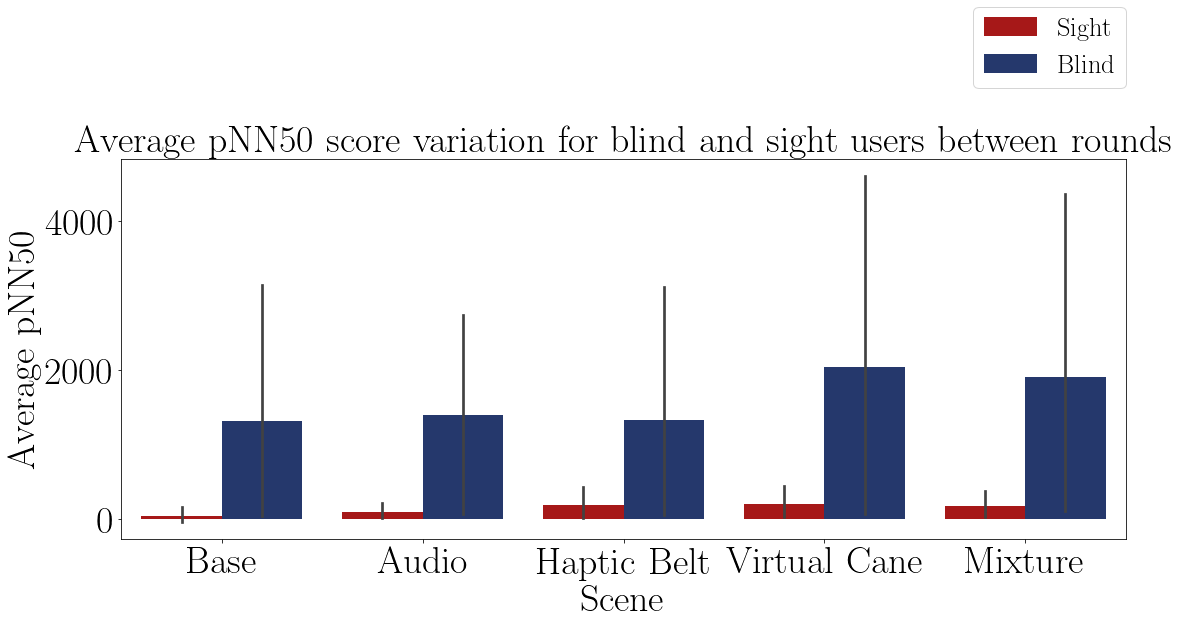 Sight
Blind
Average pNN50 score variation for blind and sight users between rounds
Average pNN50
4000
2000
0
Base Audio Haptic Belt Virtual Cane Mixture
Scene